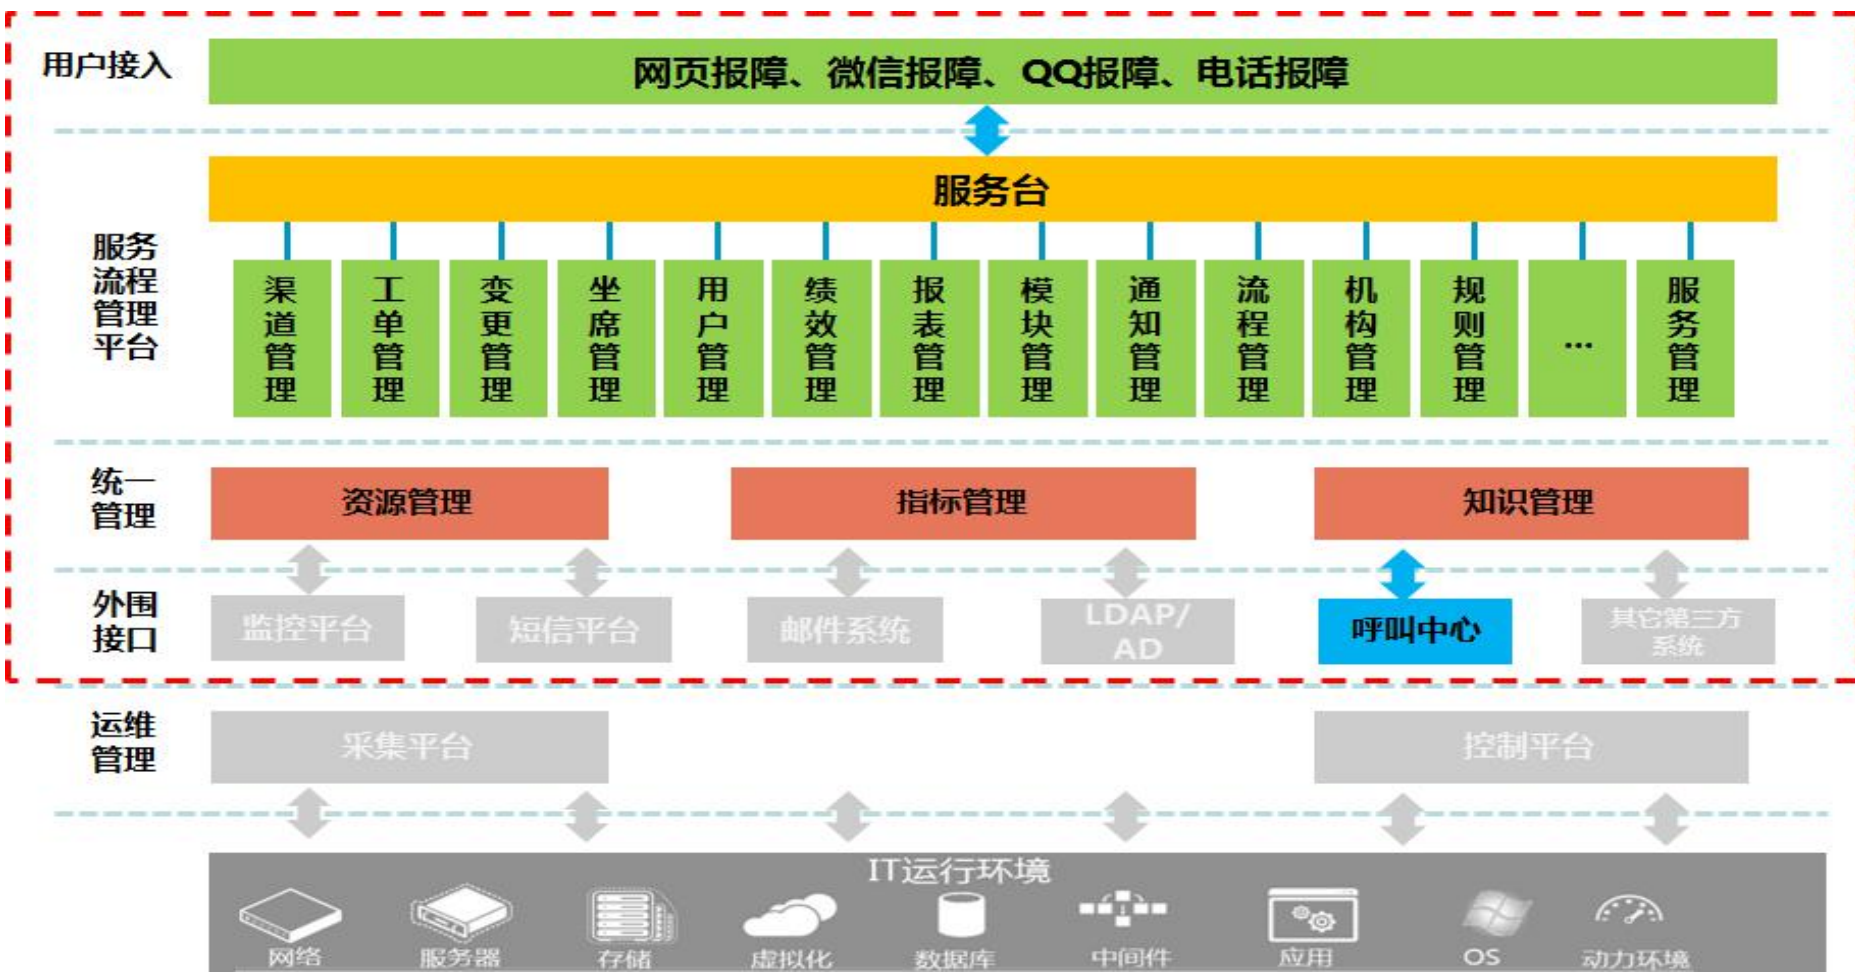 用户接入
网页报障、微信报障、QQ报障、电话报障
服务台
服务
流程
管理
平台
渠道管理
工单管理
变更管理
坐席管理
用户管理
绩效管理
报表管理
模块管理
通知管理
流程管理
机构管理
规则管理
...
服务管理
统一
管理
资源管理
指标管理
知识管理
外围
接口
监控平台
短信平台
邮件系统
LDAP/
AD
呼叫中心
其它第三方
系统
运维
管理
采集平台
控制平台
IT运行环境
网络
服务器
存储
虚拟化
数据库
中间件
应用
OS
动力环境